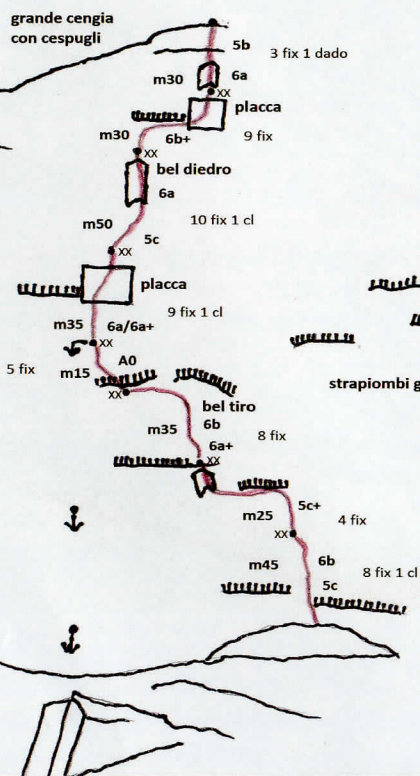 grande cengia
con cespugli
5b
3 fix 1 dado
m30
6a
xx
placca
m30
6b+
9 fix
xx
bel diedro
6a
m50
10 fix 1 cl
5c
xx
placca
9 fix 1 cl
m35
6a/6a+
xx
5 fix
m15
A0
xx
strapiombi g
bel tiro
6b
m35
8 fix
6a+
xx
5c+
m25
4 fix
xx
6b
m45
8 fix 1 cl
5c